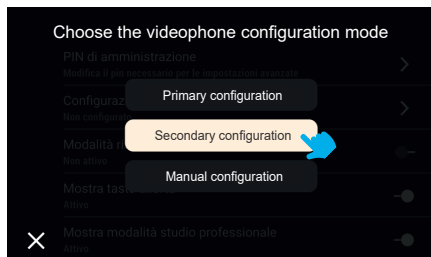 Choose the videophone configuration mode
PIN di amministrazione
Modifica il pin necessario per le impostazioni avanzate
Primary configuration
Configuraz
Non configurato
Secondary configuration
Modalità ri
Non attivo
Manual configuration
Mostra tast
Attivo
Mostra modalità studio professionale
Attivo